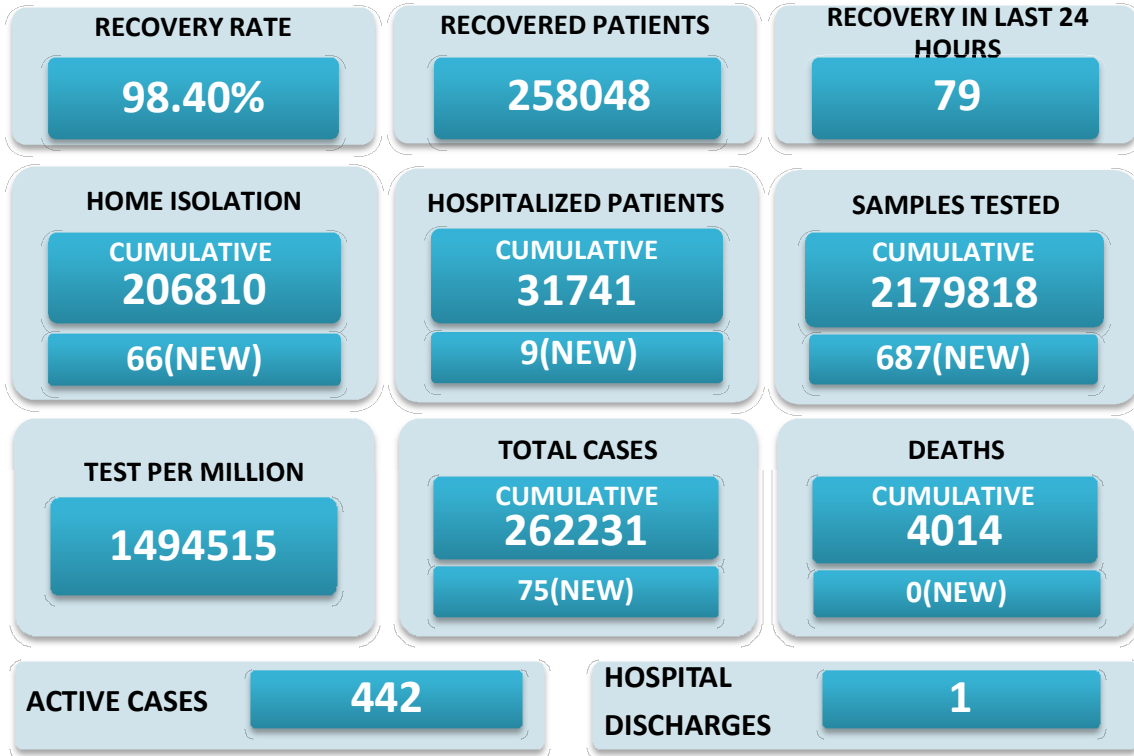 RECOVERY RATE
98.40%
RECOVERED PATIENTS
258048
RECOVERY IN LAST 24
HOURS
79
HOME ISOLATION
CUMULATIVE
206810
66(NEW)
HOSPITALIZED PATIENTS
CUMULATIVE
31741
9(NEW)
SAMPLES TESTED
CUMULATIVE
2179818
687(NEW)
TEST PER MILLION
1494515
TOTAL CASES
CUMULATIVE
262231
75(NEW)
DEATHS
CUMULATIVE
4014
0(NEW)
ACTIVE CASES
442
HOSPITAL
DISCHARGES
1